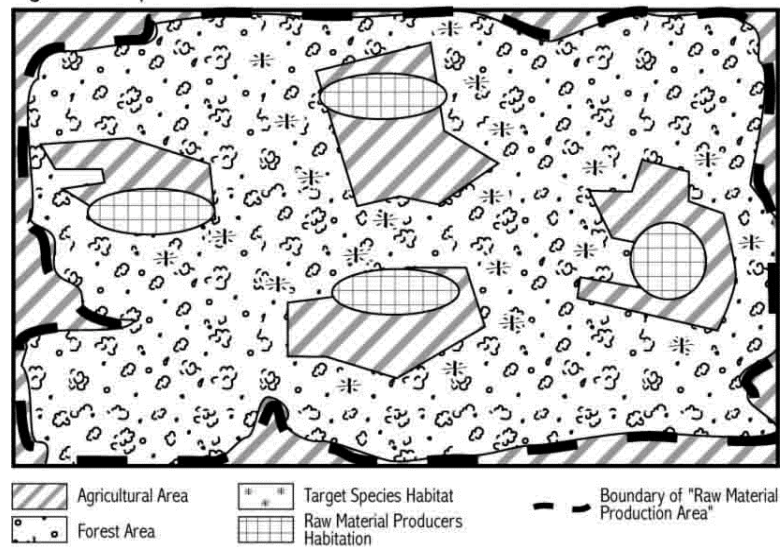 Agricultural Area
Forest Area
Target Species Habitat
Raw Material Producers
Habitation
Boundary of "Raw Material
Production Area"